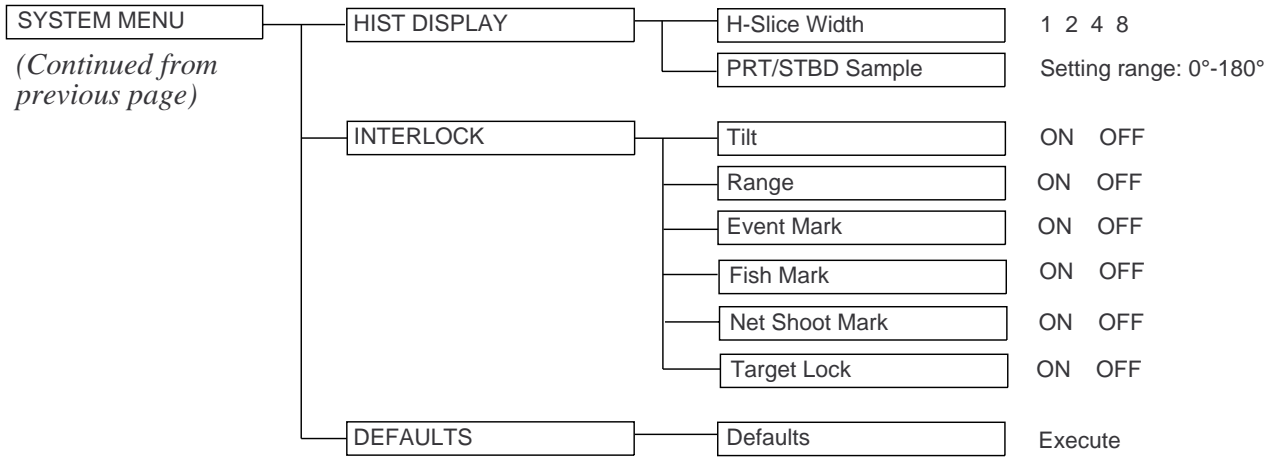 SYSTEM MENU HIST DISPLAY H-Slice Width 1 2 4 8
(Continued from
previous page)
PRT/STBD Sample Setting range: 0°-180°
INTERLOCK Tilt ON OFF
Range ON OFF
Event Mark ON OFF
Fish Mark ON OFF
Net Shoot Mark ON OFF
Target Lock ON OFF
DEFAULTS Defaults Execute